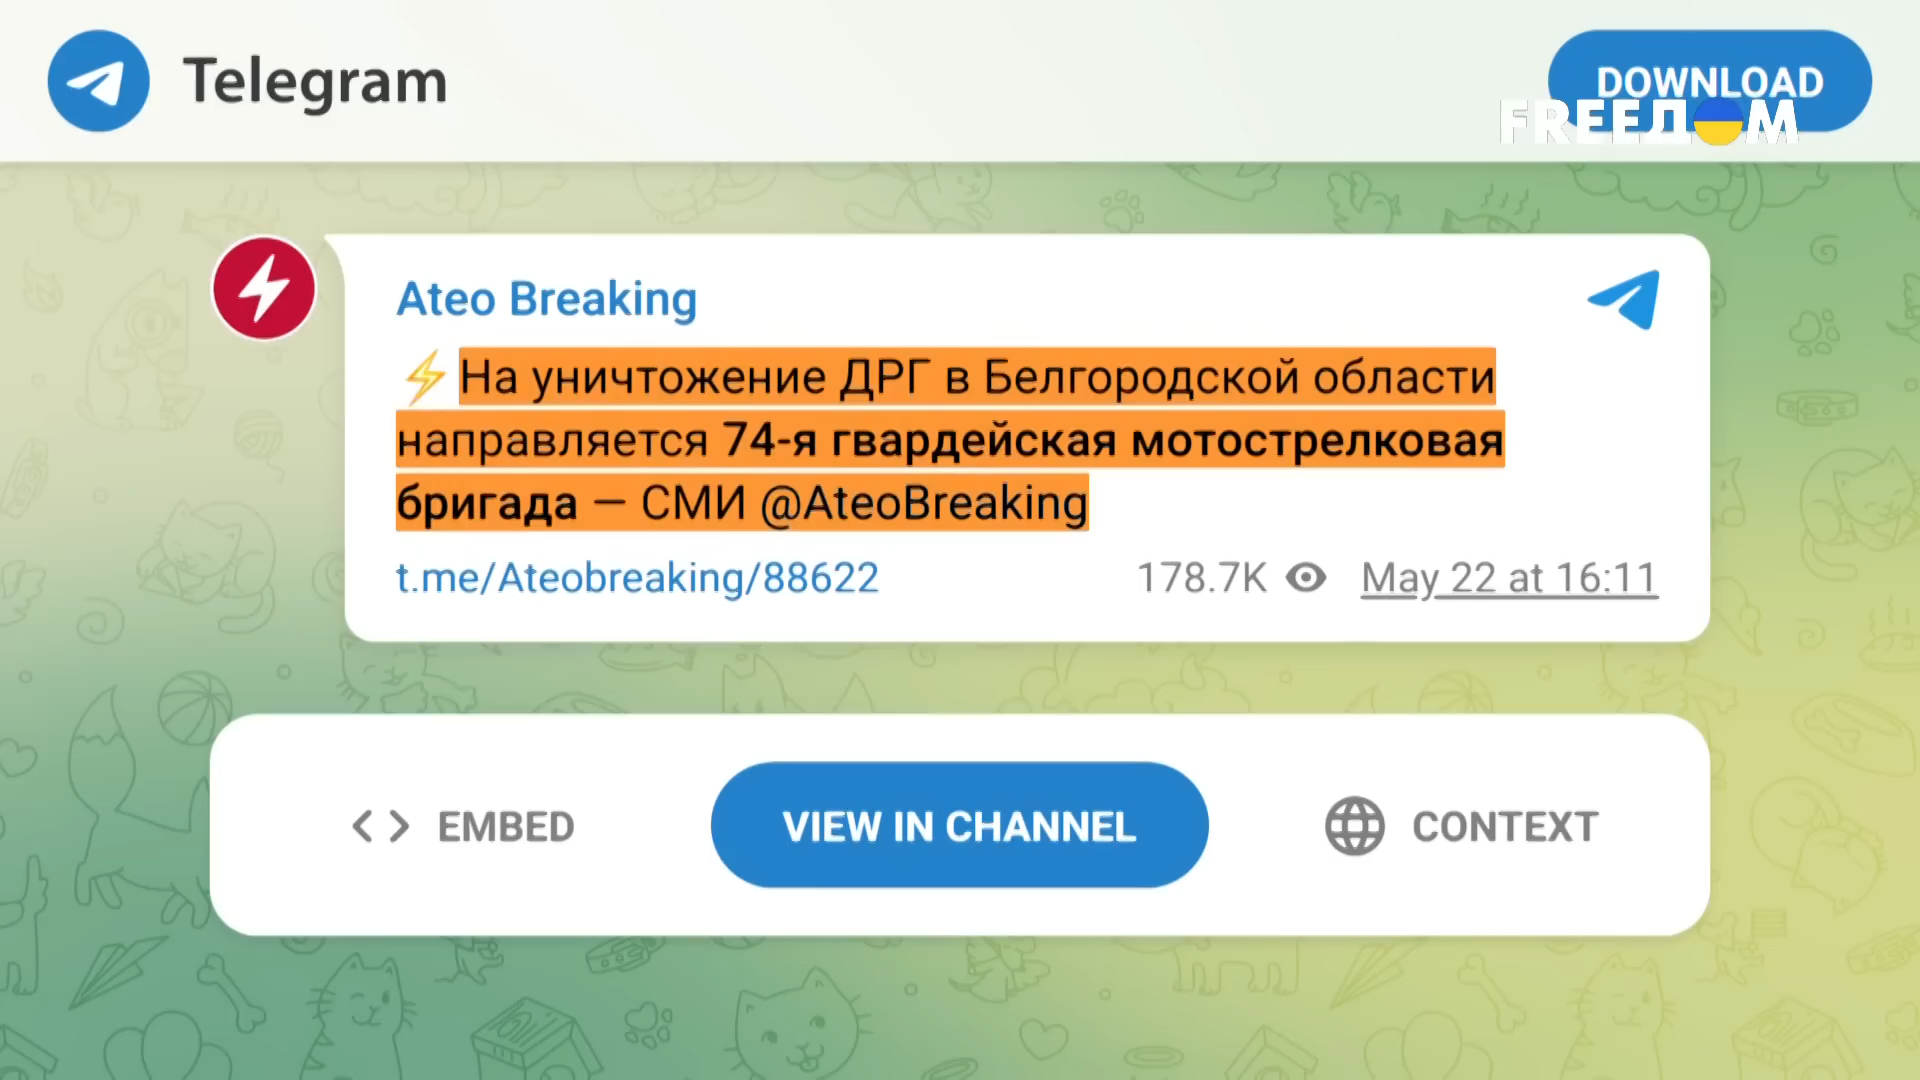 Telegram
DOWNLOAD
FREEДОМ
Ateo Breaking
⚡На уничтожение ДРГ в Белгородской области
направляется 74-я гвардейская мотострелковая
бригада — СМИ @AteoBreaking
t.me/Ateobreaking/88622 178.7K May 22 at 16:11
<> EMBED
VIEW IN CHANNEL
CONTEXT